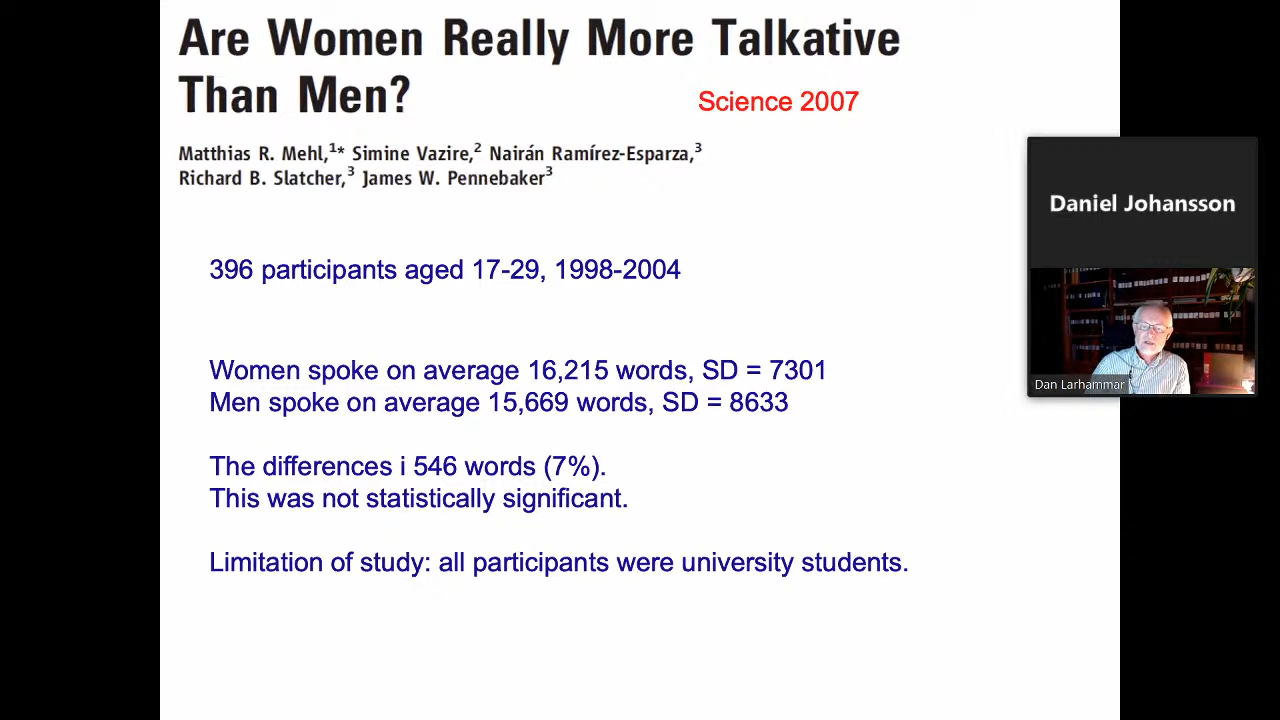 Are Women Really More Talkative
Than Men?
Science 2007
Matthias R. Mehl,1* Simine Vazire,2 Nairán Ramírez-Esparza,3
Richard B. Slatcher,3 James W. Pennebaker3
396 participants aged 17-29, 1998-2004
Women spoke on average 16,215 words, SD = 7301
Men spoke on average 15,669 words, SD = 8633
The differences i 546 words (7%).
This was not statistically significant.
Limitation of study: all participants were university students.
Daniel Johansson
Dan Larhammar